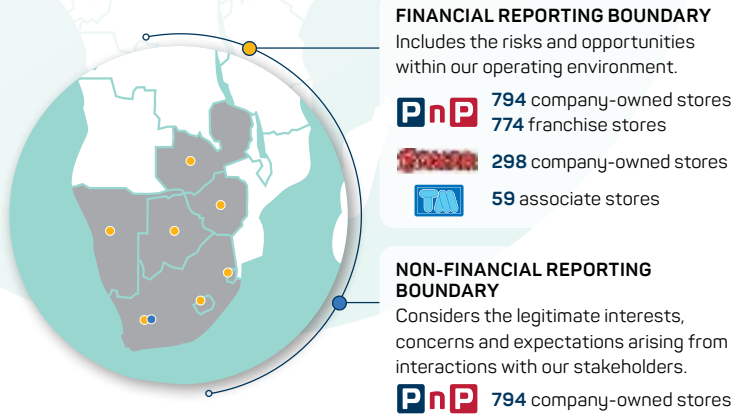 FINANCIAL REPORTING BOUNDARY
Includes the risks and opportunities
within our operating environment.
PnP
794 company-owned stores
774 franchise stores
298 company-owned stores
TM
59 associate stores
NON-FINANCIAL REPORTING
BOUNDARY
Considers the legitimate interests,
concerns and expectations arising from
interactions with our stakeholders.
PnP 794 company-owned stores